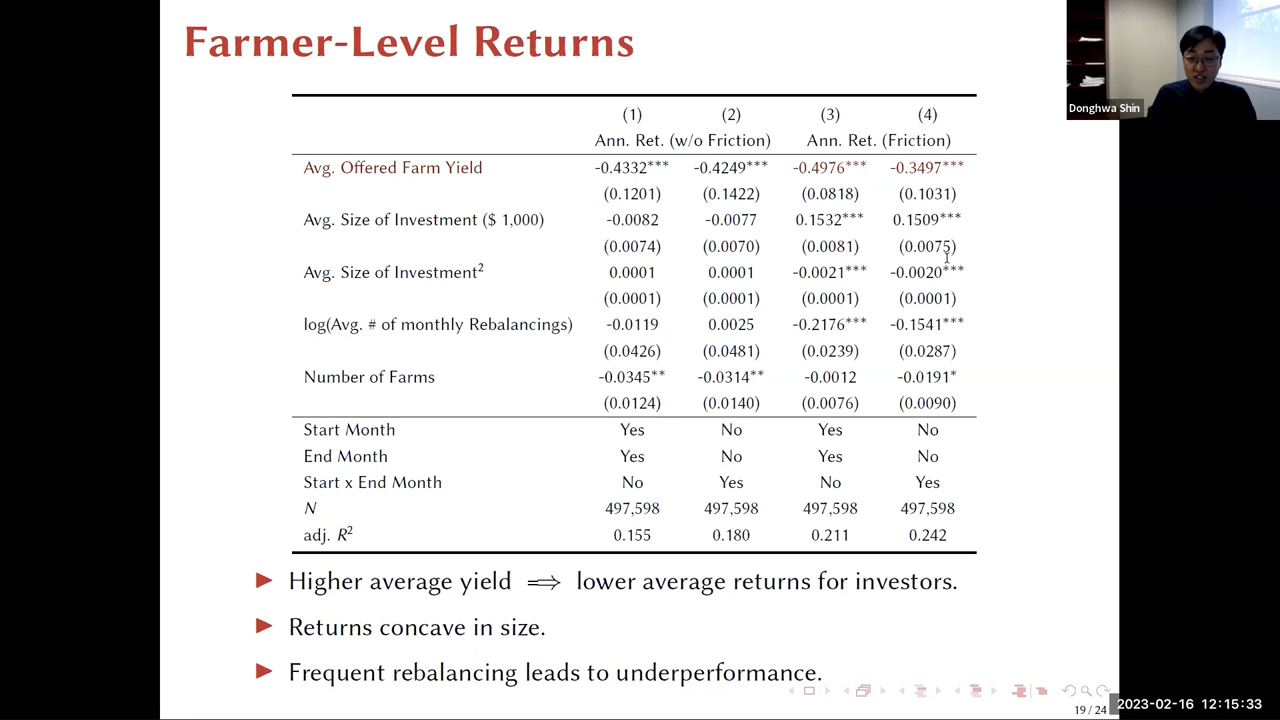 Farmer-Level Returns
Donghwa Shin
(1) (2) (3) (4)
Ann. Ret. (w/o Friction) Ann. Ret. (Friction)
Avg. Offered Farm Yield -0.4332*** -0.4249*** -0.4976*** -0.3497***
(0.1201) (0.1422) (0.0818) (0.1031)
Avg. Size of Investment ($ 1,000) -0.0082 -0.0077 0.1532*** 0.1509***
(0.0074) (0.0070) (0.0081) (0.0075)
Avg. Size of Investment² 0.0001 0.0001 -0.0021*** -0.0020***
(0.0001) (0.0001) (0.0001) (0.0001)
log(Avg. # of monthly Rebalancings) -0.0119 0.0025 -0.2176*** -0.1541***
(0.0426) (0.0481) (0.0239) (0.0287)
Number of Farms -0.0345** -0.0314** -0.0012 -0.0191*
(0.0124) (0.0140) (0.0076) (0.0090)
Start Month Yes No Yes No
End Month Yes No Yes No
Start x End Month No Yes No Yes
N 497,598 497,598 497,598 497,598
adj. R² 0.155 0.180 0.211 0.242
▶ Higher average yield ⟹ lower average returns for investors.
▶ Returns concave in size.
▶ Frequent rebalancing leads to underperformance.
19 / 24
2023-02-16 12:15:33